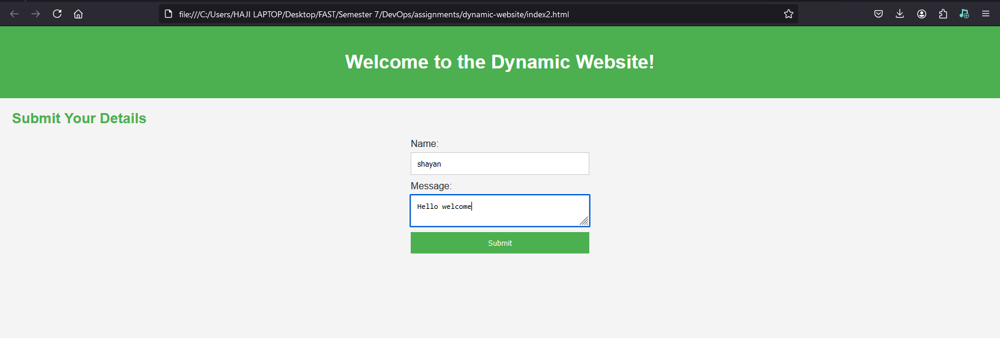 file:///C:/Users/HAJI LAPTOP/Desktop/FAST/Semester 7/DevOps/assignments/dynamic-website/index2.html
Welcome to the Dynamic Website!
Submit Your Details
Name:
shayan
Message:
Hello welcome
Submit